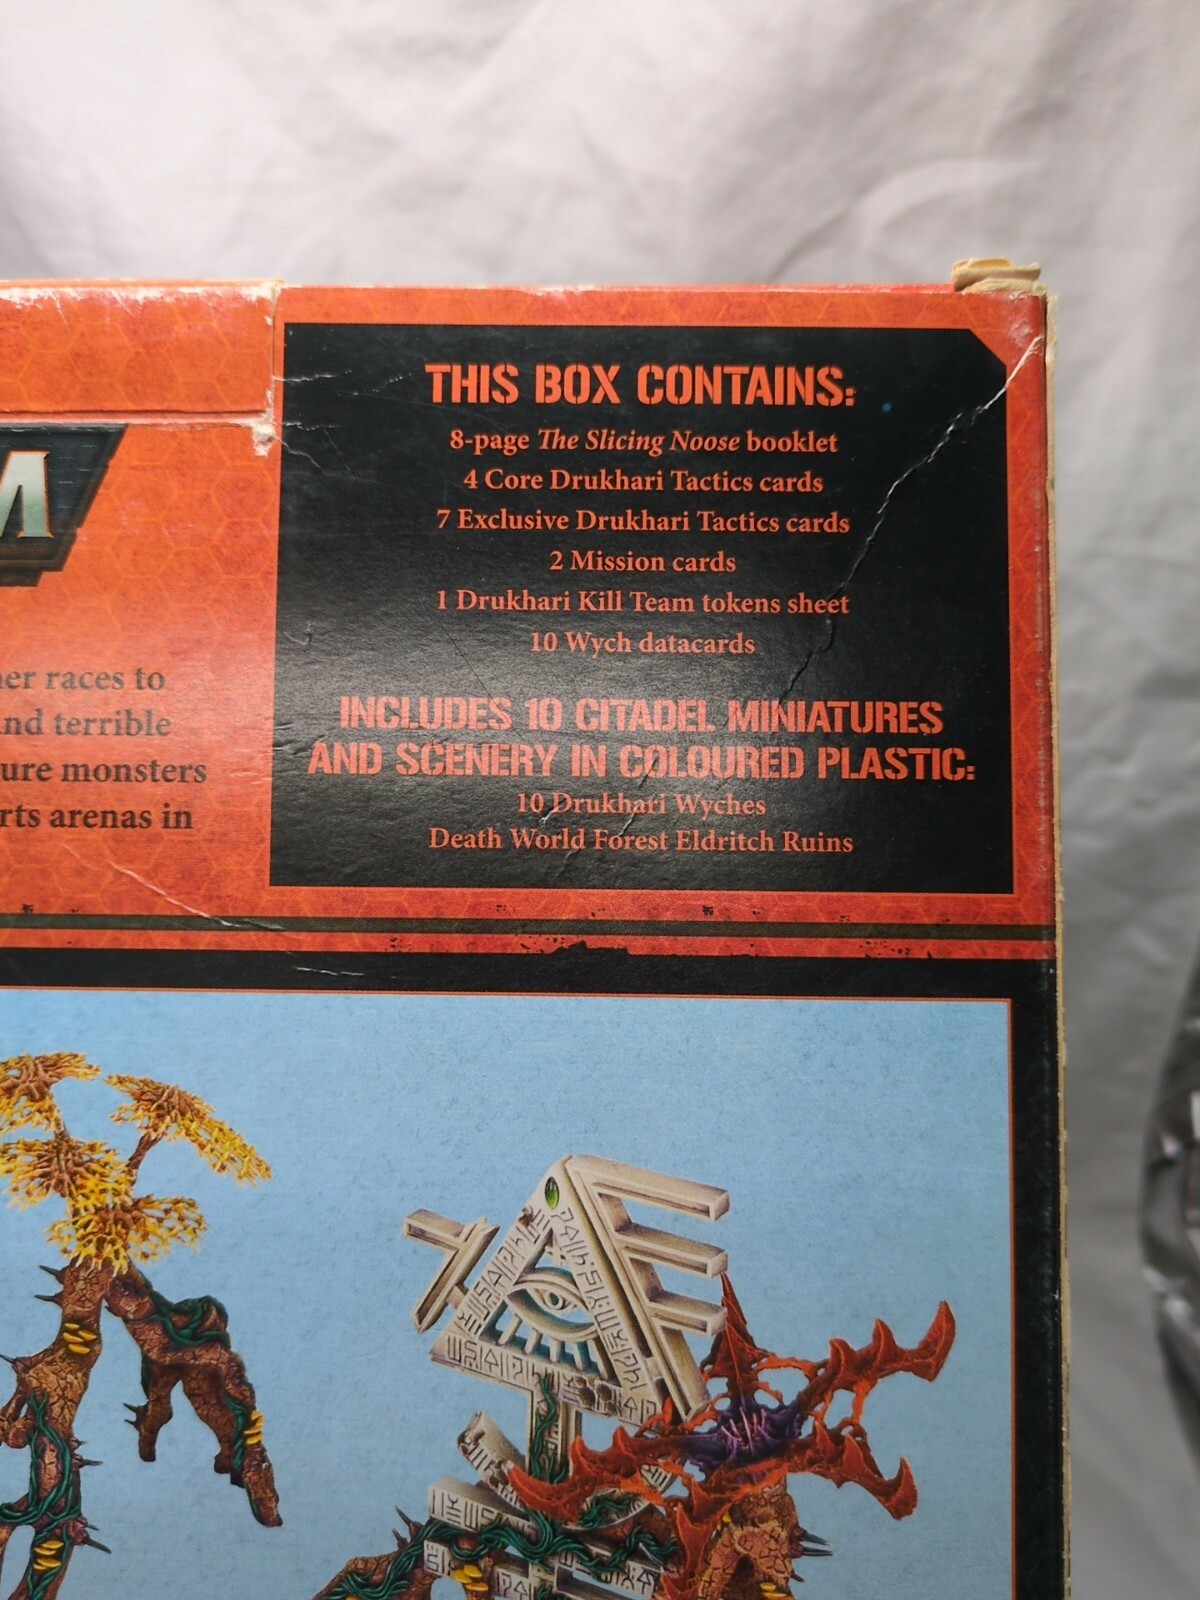 THIS BOX CONTAINS:
8-page The Slicing Noose booklet
4 Core Drukhari Tactics cards
7 Exclusive Drukhari Tactics cards
2 Mission cards
1 Drukhari Kill Team tokens sheet
10 Wych datacards
INCLUDES 10 CITADEL MINIATURES
AND SCENERY IN COLOURED PLASTIC:
10 Drukhari Wyches
Death World Forest Eldritch Ruins
M
races to
terrible
monsters
arenas in